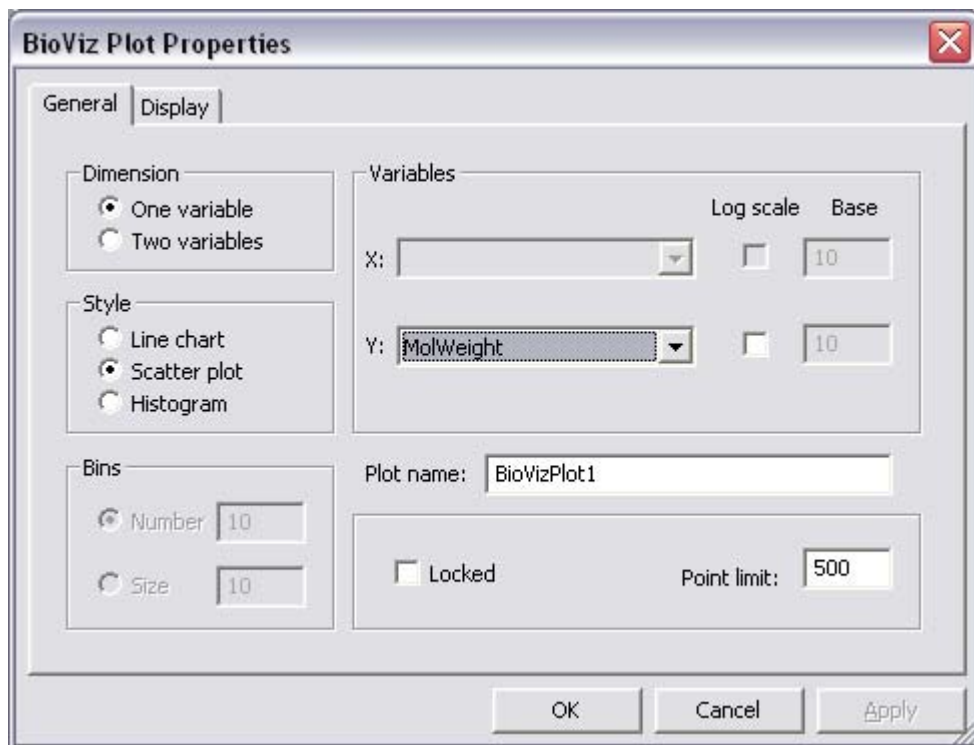 BioViz Plot Properties
General
Display
Dimension
One variable
Two variables
Style
Line chart
Scatter plot
Histogram
Bins
Number 10
Size 10
Variables
Log scale Base
X: 10
Y: MolWeight 10
Plot name: BioVizPlot1
Locked
Point limit: 500
OK
Cancel
Apply